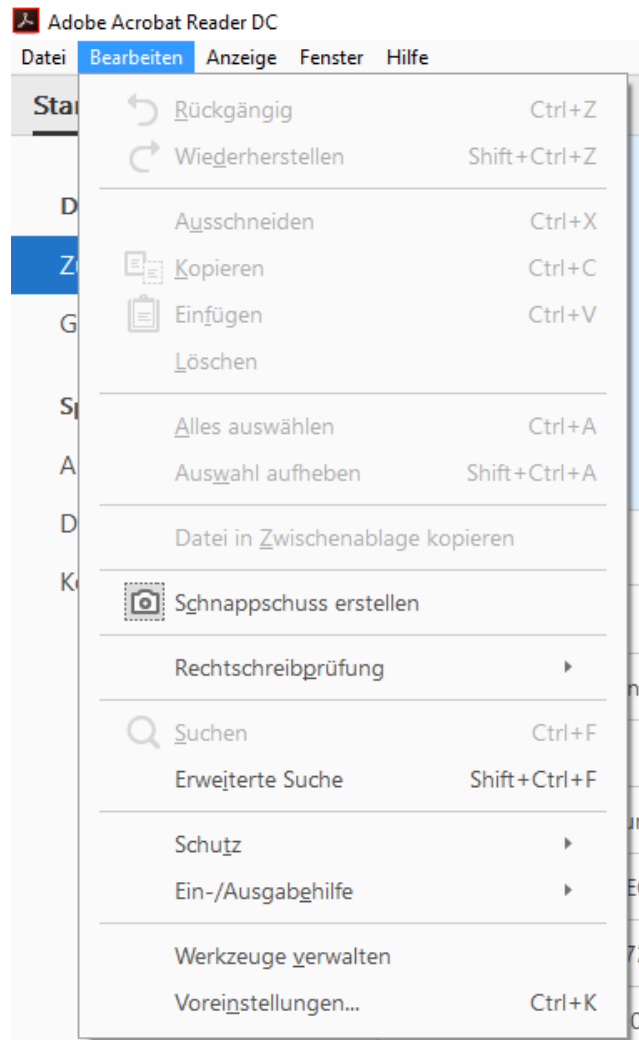 Adobe Acrobat Reader DC
Datei Bearbeiten Anzeige Fenster Hilfe
Rückgängig Ctrl+Z
Wiederherstellen Shift+Ctrl+Z
Ausschneiden Ctrl+X
Kopieren Ctrl+C
Einfügen Ctrl+V
Löschen
Alles auswählen Ctrl+A
Auswahl aufheben Shift+Ctrl+A
Datei in Zwischenablage kopieren
Schnappschuss erstellen
Rechtschreibprüfung
Suchen Ctrl+F
Erweiterte Suche Shift+Ctrl+F
Schutz
Ein-/Ausgabehilfe
Werkzeuge verwalten
Voreinstellungen... Ctrl+K